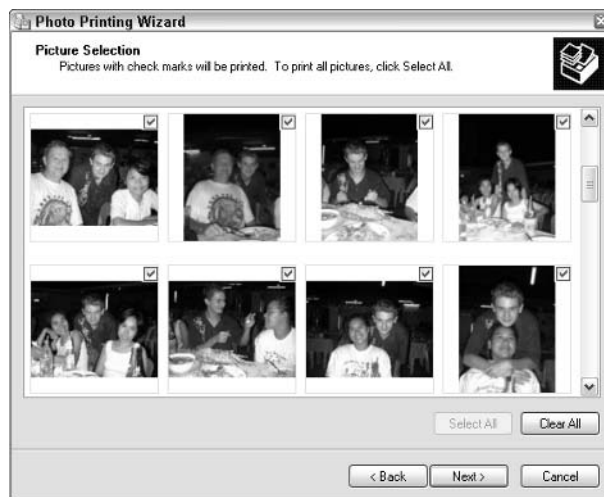 Photo Printing Wizard
Picture Selection
Pictures with check marks will be printed. To print all pictures, click Select All.
Select All
Clear All
< Back
Next >
Cancel